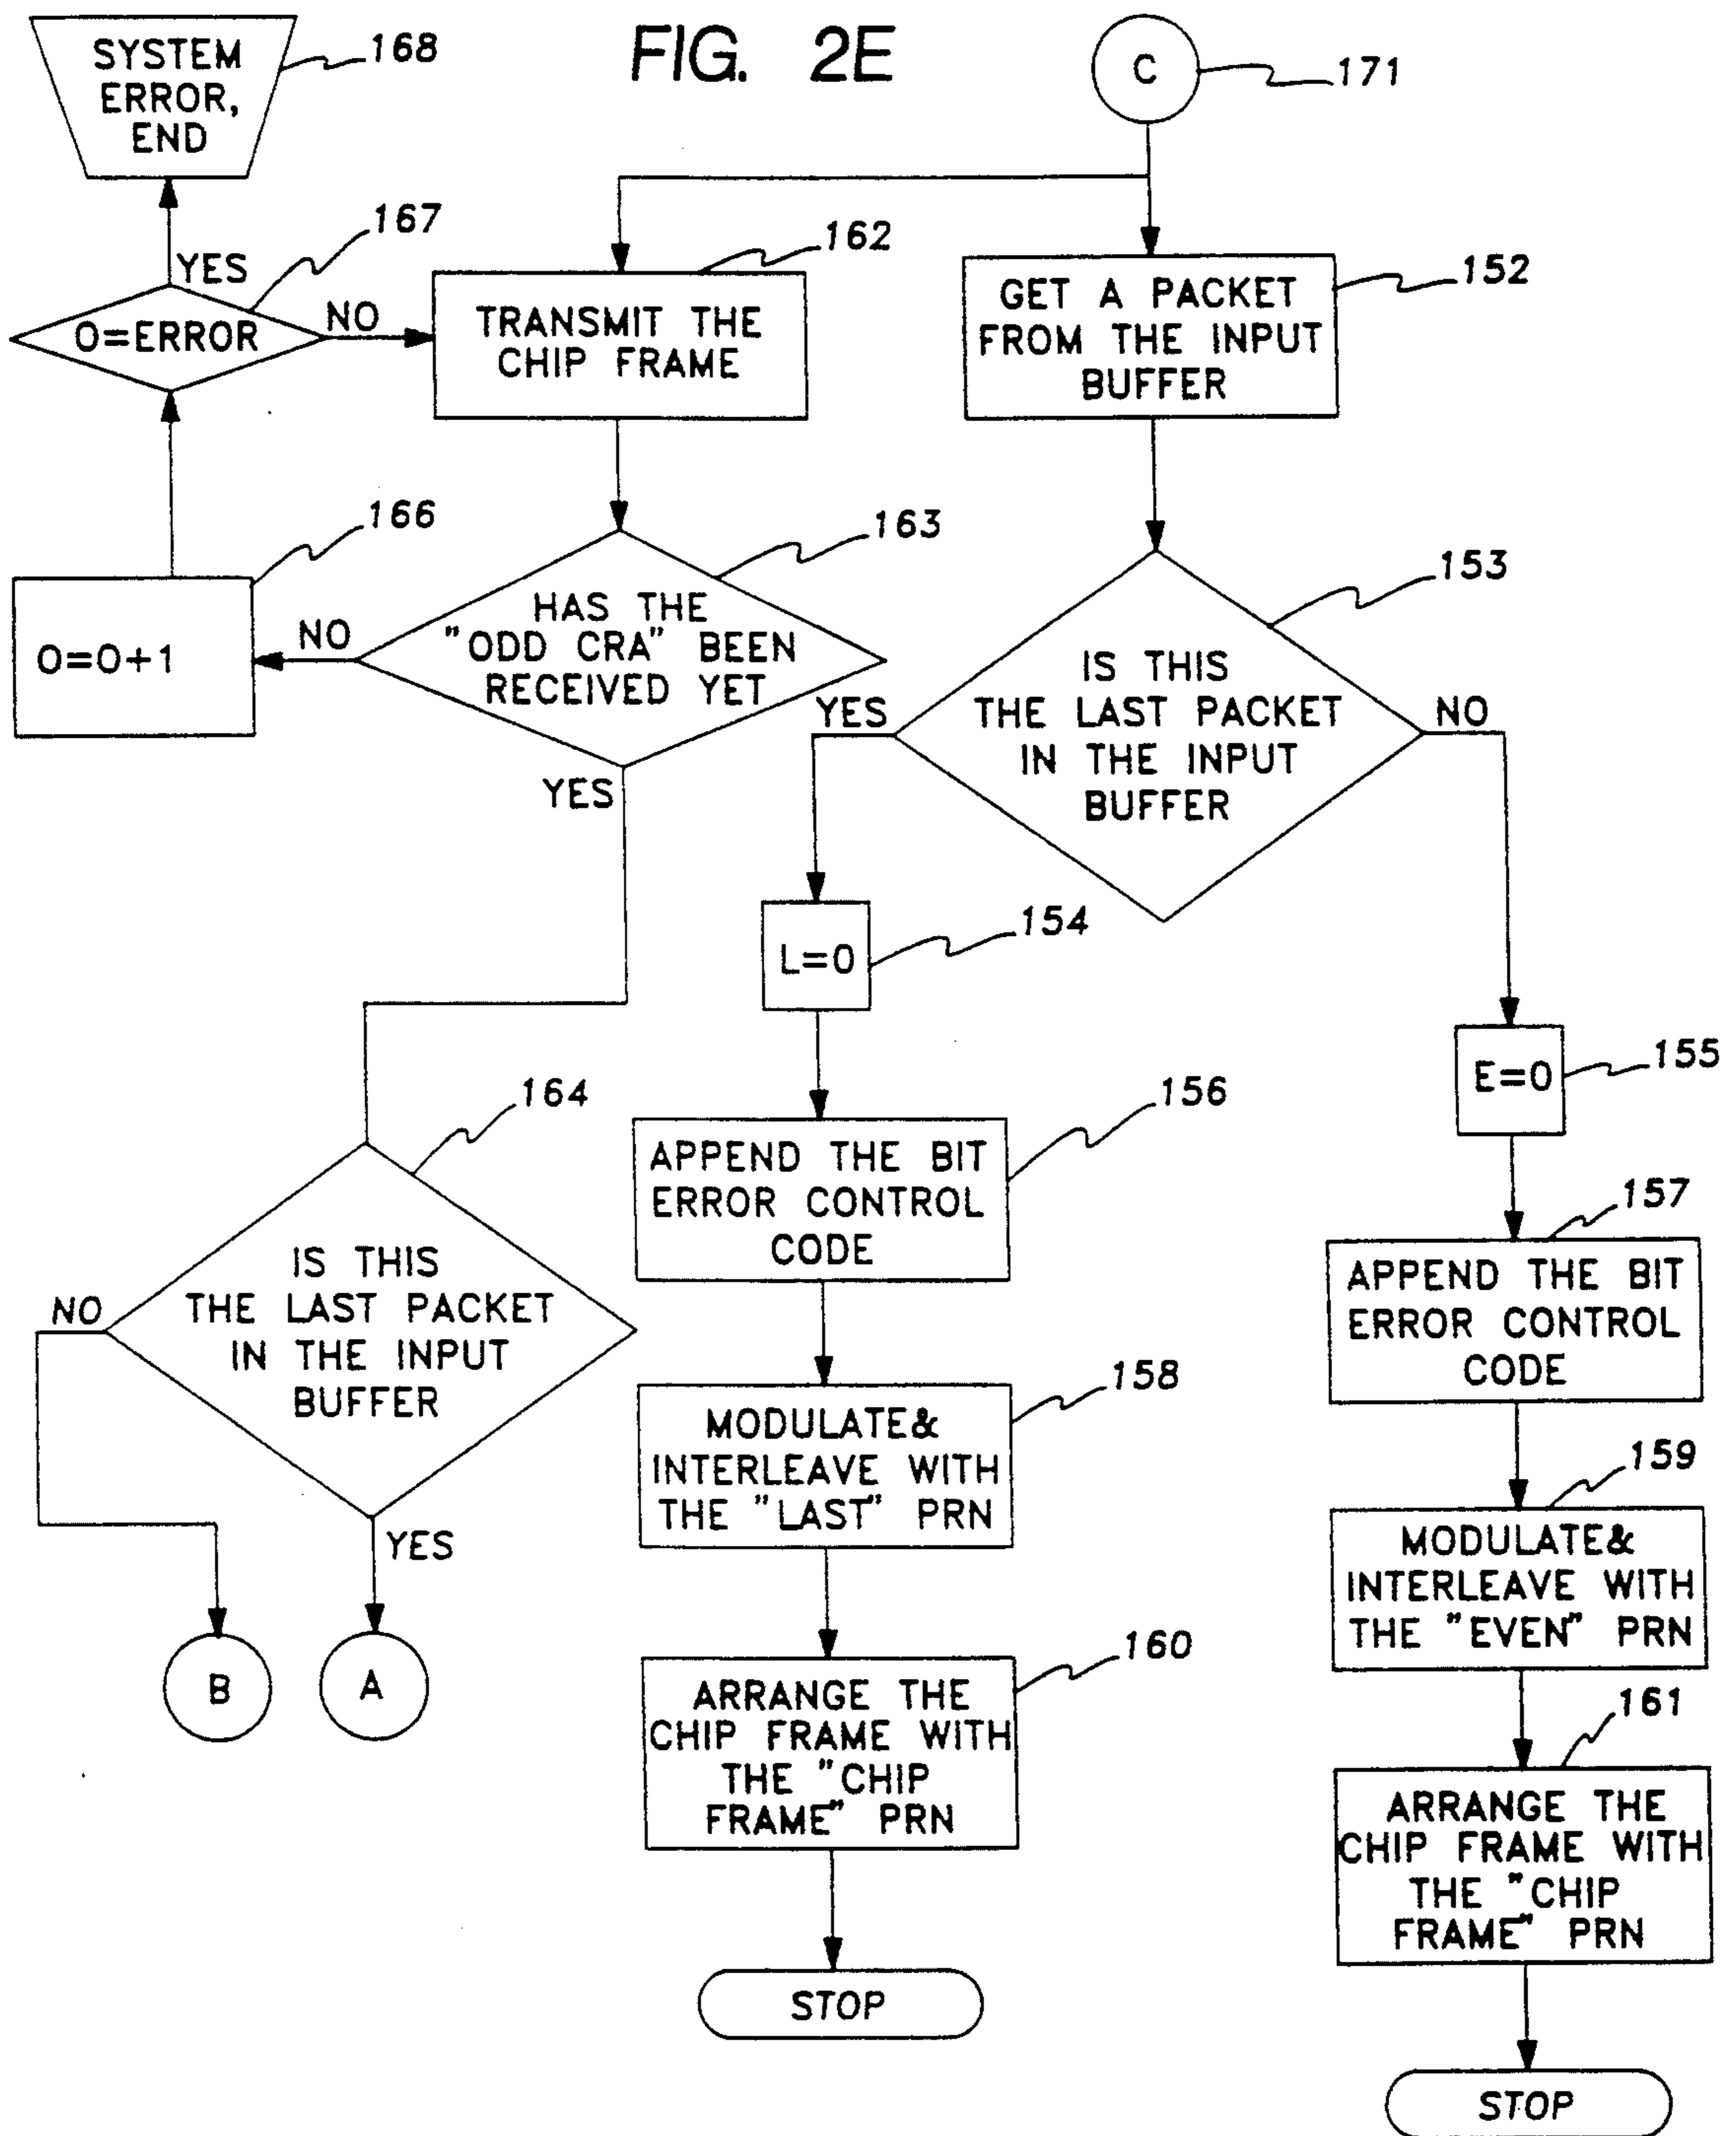 FIG. 2E
SYSTEM
ERROR,
END
168
C
171
YES
167
O=ERROR
NO
162
TRANSMIT THE
CHIP FRAME
152
GET A PACKET
FROM THE INPUT
BUFFER
166
O=O+1
NO
163
HAS THE
"ODD CRA" BEEN
RECEIVED YET
YES
153
IS THIS
THE LAST PACKET
IN THE INPUT
BUFFER
YES
NO
154
L=0
155
E=0
164
IS THIS
THE LAST PACKET
IN THE INPUT
BUFFER
NO
YES
B
A
156
APPEND THE BIT
ERROR CONTROL
CODE
157
APPEND THE BIT
ERROR CONTROL
CODE
158
MODULATE&
INTERLEAVE WITH
THE "LAST" PRN
159
MODULATE&
INTERLEAVE WITH
THE "EVEN" PRN
160
ARRANGE THE
CHIP FRAME WITH
THE "CHIP
FRAME" PRN
161
ARRANGE THE
CHIP FRAME WITH
THE "CHIP
FRAME" PRN
STOP
STOP